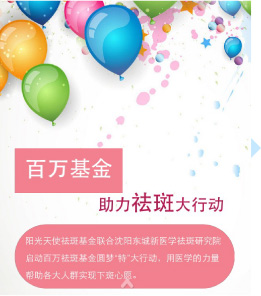 百万基金
助力祛斑大行动
阳光天使祛斑基金联合沈阳东城新医学祛斑研究院
启动百万祛斑基金圆梦“特”大行动，用医学的力量
帮助各大人群实现下斑心愿。